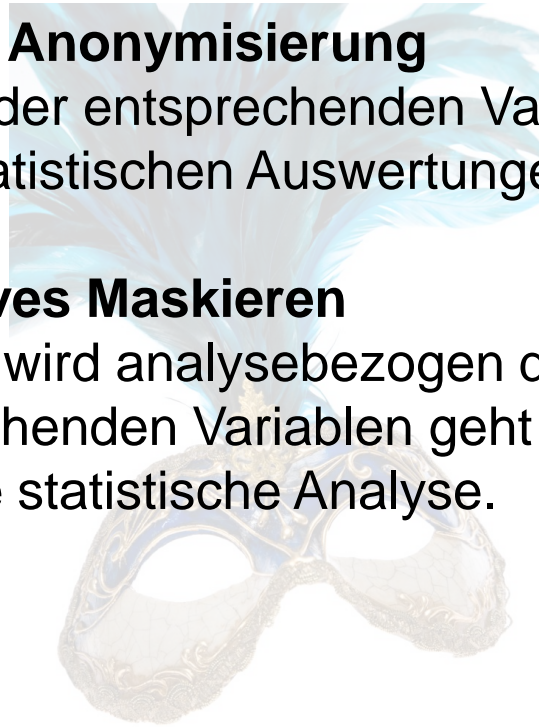 Anonymisierung
der entsprechenden Va
atistischen Auswertunge
ves Maskieren
wird analysebezogen d
henden Variablen geht
e statistische Analyse.